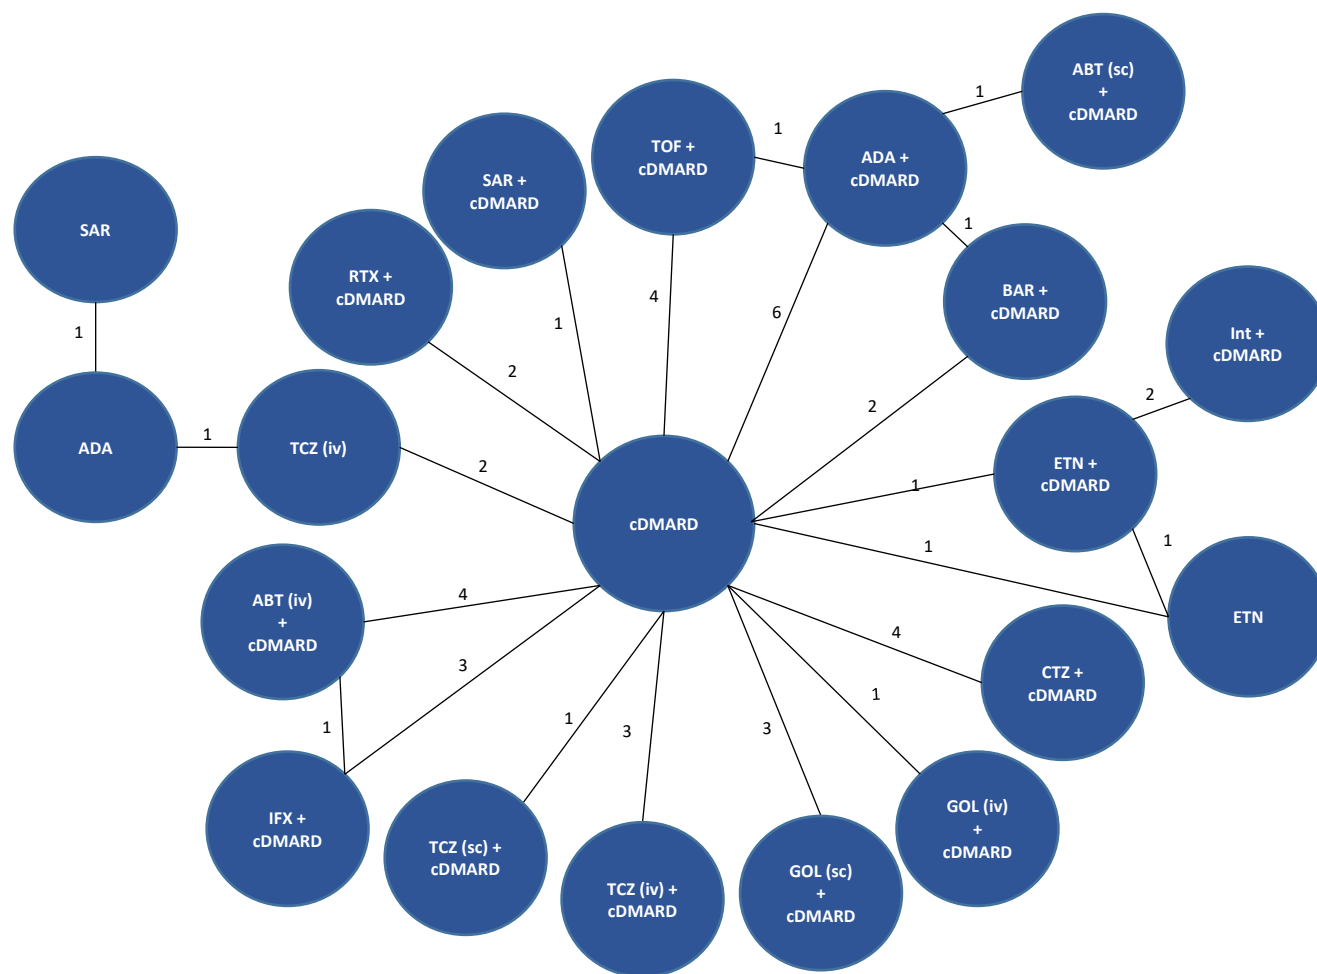 ABT (sc)
+
cDMARD
1
1
TOF +
cDMARD
ADA +
cDMARD
SAR +
cDMARD
SAR
1
RTX +
cDMARD
BAR +
cDMARD
4
6
1
1
Int +
cDMARD
2
2
2
ADA
1
TCZ (iv)
2
ETN +
cDMARD
1
cDMARD
1
1
ABT (iv)
+
cDMARD
4
ETN
4
3
CTZ +
cDMARD
1
1
1
3
3
IFX +
cDMARD
GOL (iv)
+
cDMARD
TCZ (sc) +
cDMARD
TCZ (iv) +
cDMARD
GOL (sc)
+
cDMARD